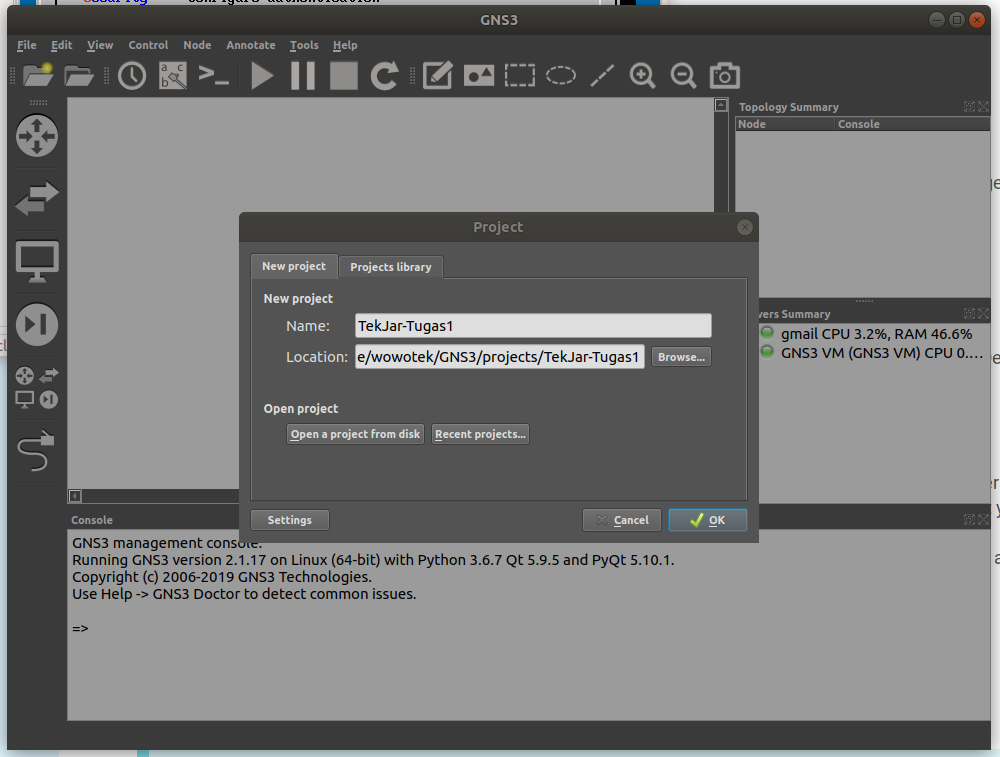 GNS3
File Edit View Control Node Annotate Tools Help
a b c
>_
Topology Summary
Node Console
Project
New project Projects library
New project
Name: TekJar-Tugas1
Location: e/wowotek/GNS3/projects/TekJar-Tugas1 Browse...
Open project
Open a project from disk Recent projects...
Settings Cancel OK
vers Summary
gmail CPU 3.2%, RAM 46.6%
GNS3 VM (GNS3 VM) CPU 0....
Console
GNS3 management console.
Running GNS3 version 2.1.17 on Linux (64-bit) with Python 3.6.7 Qt 5.9.5 and PyQt 5.10.1.
Copyright (c) 2006-2019 GNS3 Technologies.
Use Help -> GNS3 Doctor to detect common issues.
=>